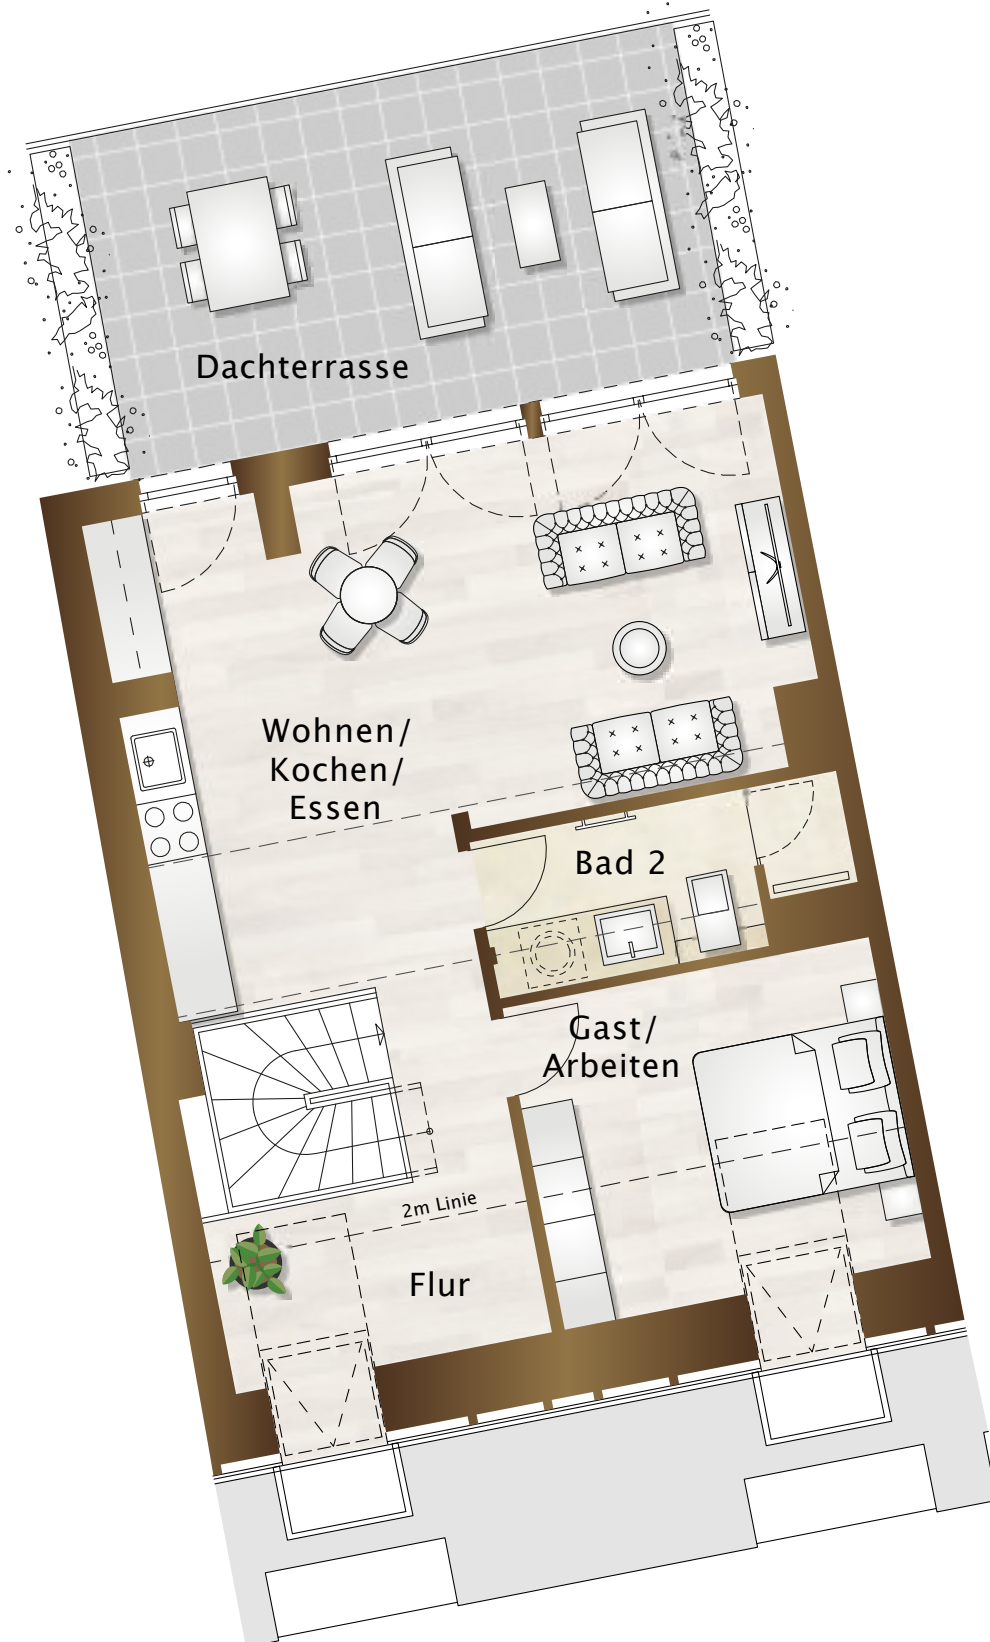 Dachterrasse
Wohnen/
Kochen/
Essen
Bad 2
Gast/
Arbeiten
2m Linie
Flur